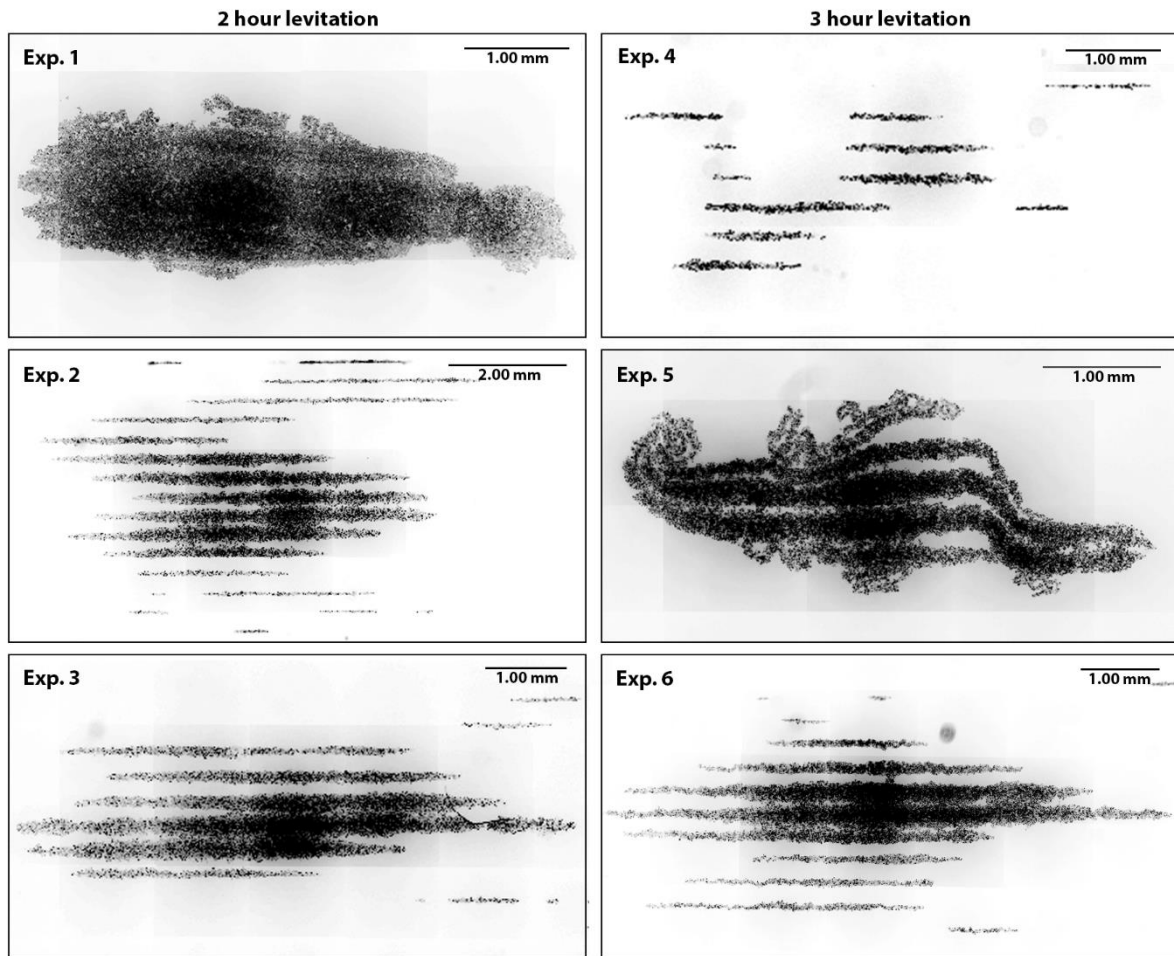 2 hour levitation
3 hour levitation
Exp. 1
1.00 mm
Exp. 4
1.00 mm
Exp. 2
2.00 mm
Exp. 5
1.00 mm
Exp. 3
1.00 mm
Exp. 6
1.00 mm